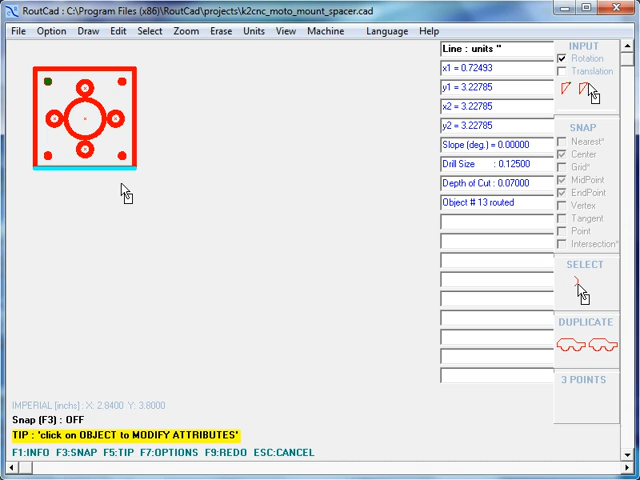 RoutCad : C:\Program Files (x86)\RoutCad\projects\k2cnc_moto_mount_spacer.cad
File Option Draw Edit Select Zoom Erase Units View Machine Language Help
Line : units "
x1 = 0.72493
y1 = 3.22785
x2 = 3.22785
y2 = 3.22785
Slope (deg.) = 0.00000
Drill Size : 0.12500
Depth of Cut : 0.07000
Object # 13 routed
INPUT
Rotation
Translation
SNAP
Nearest*
Center
Grid*
MidPoint
EndPoint
Vertex
Tangent
Point
Intersection*
SELECT
DUPLICATE
3 POINTS
IMPERIAL [inchs] : X: 2.8400 Y: 3.8000
Snap (F3) : OFF
TIP : 'click on OBJECT to MODIFY ATTRIBUTES'
F1:INFO F3:SNAP F5:TIP F7:OPTIONS F9:REDO ESC:CANCEL